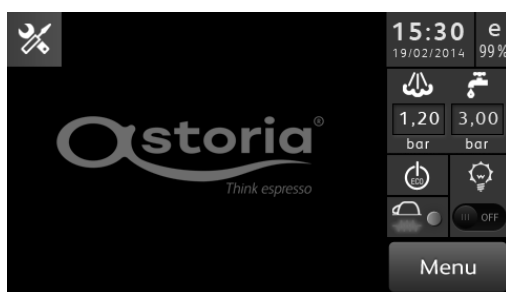 15:30
e
19/02/2014
99%
astoria®
Think espresso
1,20
3,00
bar
bar
ECO
OFF
Menu